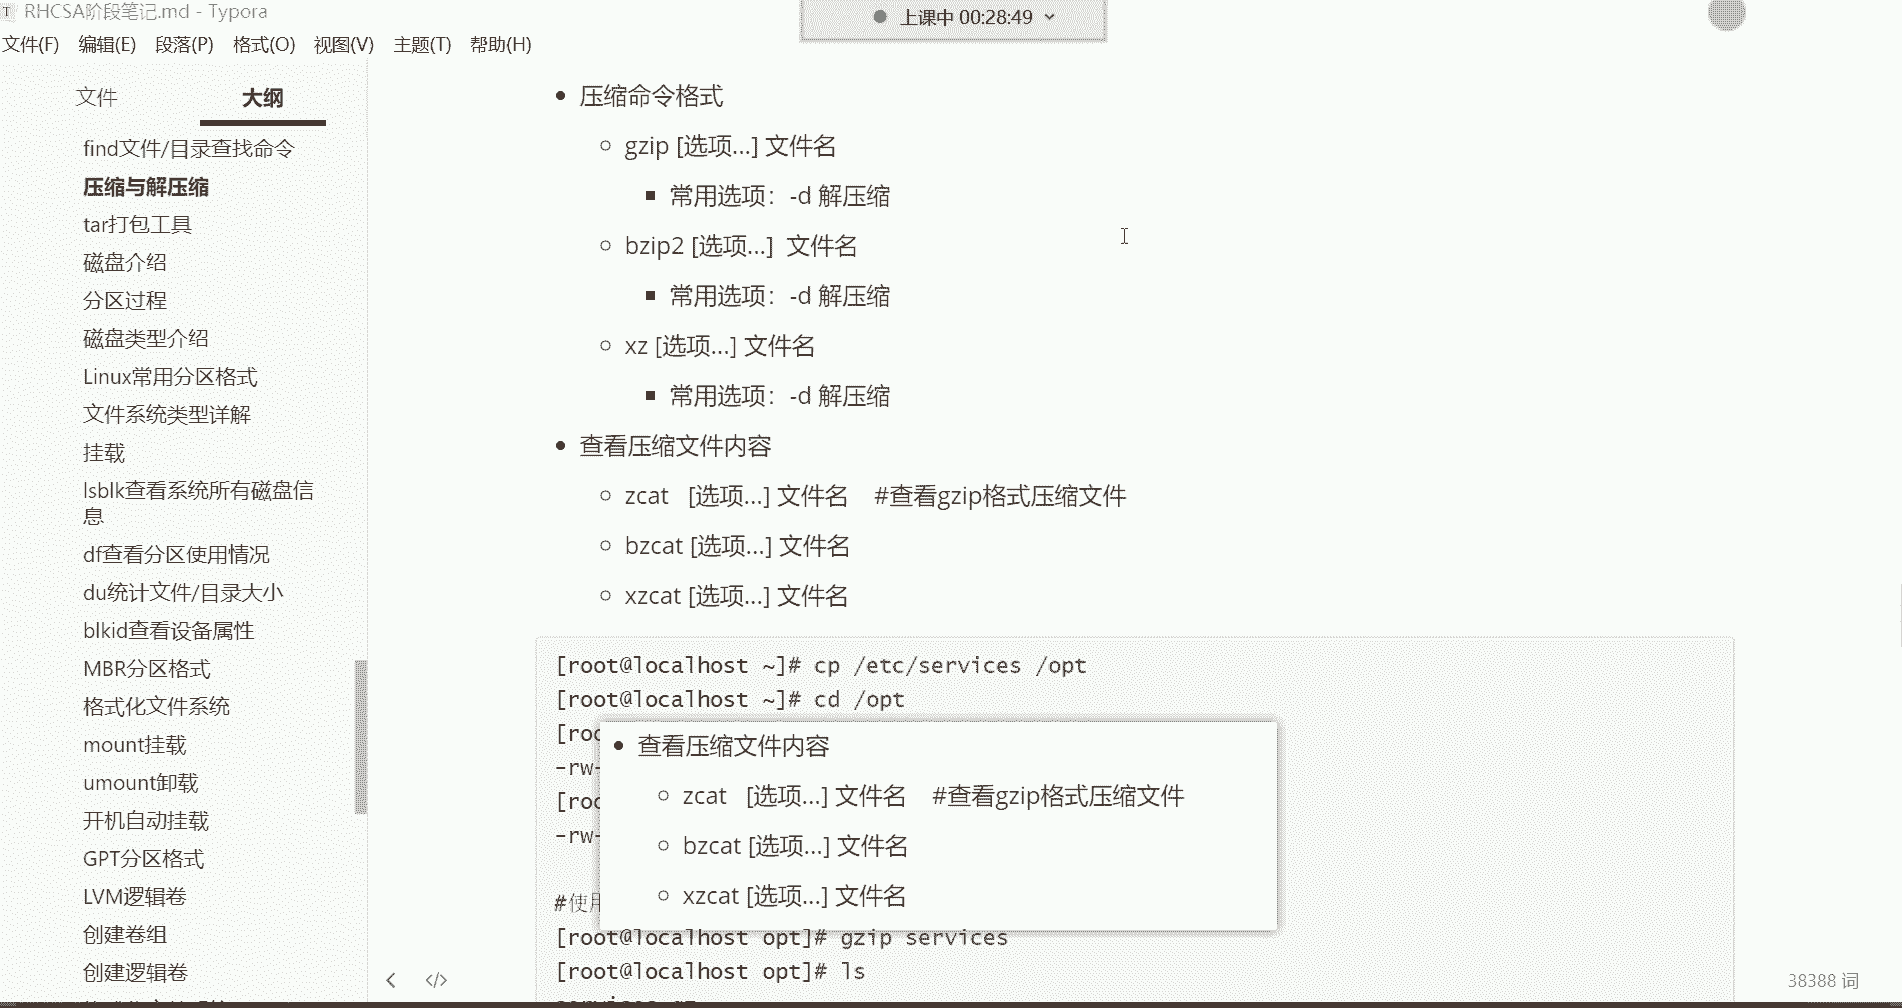 RHCSA阶段笔记.md - Typora
上课中 00:28:49
文件(F) 编辑(E) 段落(P) 格式(O) 视图(V) 主题(T) 帮助(H)
文件 大纲
find文件/目录查找命令
压缩与解压缩
tar打包工具
磁盘介绍
分区过程
磁盘类型介绍
Linux常用分区格式
文件系统类型详解
挂载
lsblk查看系统所有磁盘信
息
df查看分区使用情况
du统计文件/目录大小
blkid查看设备属性
MBR分区格式
格式化文件系统
mount挂载
umount卸载
开机自动挂载
GPT分区格式
LVM逻辑卷
创建卷组
创建逻辑卷
压缩命令格式
gzip [选项...] 文件名
常用选项：-d 解压缩
bzip2 [选项...] 文件名
常用选项：-d 解压缩
xz [选项...] 文件名
常用选项：-d 解压缩
查看压缩文件内容
zcat [选项...] 文件名 #查看gzip格式压缩文件
bzcat [选项...] 文件名
xzcat [选项...] 文件名
[root@localhost ~]# cp /etc/services /opt
[root@localhost ~]# cd /opt
[roo
-rw-
[roo
-rw-
#使用
查看压缩文件内容
zcat [选项...] 文件名 #查看gzip格式压缩文件
bzcat [选项...] 文件名
xzcat [选项...] 文件名
[root@localhost opt]# gzip services
[root@localhost opt]# ls
38388 词